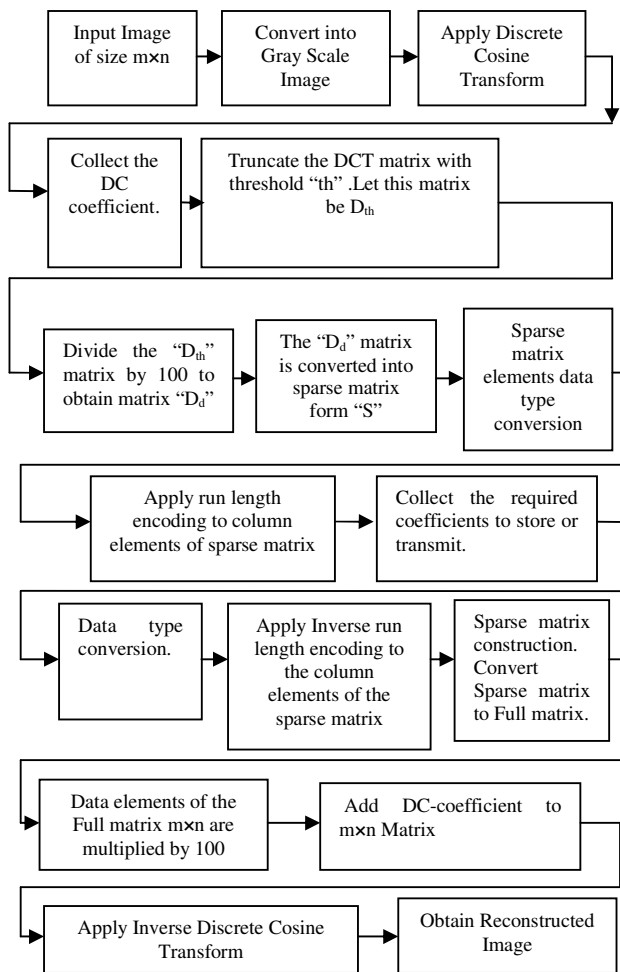 Input Image
of size m×n
Convert into
Gray Scale
Image
Apply Discrete
Cosine
Transform
Collect the
DC
coefficient.
Truncate the DCT matrix with
threshold “th” .Let this matrix
be Dth
Divide the “Dth”
matrix by 100 to
obtain matrix “Dd”
The “Dd” matrix
is converted into
sparse matrix
form “S”
Sparse
matrix
elements data
type
conversion
Apply run length
encoding to column
elements of sparse matrix
Collect the required
coefficients to store or
transmit.
Data type
conversion.
Apply Inverse run
length encoding to
the column
elements of the
sparse matrix
Sparse matrix
construction.
Convert
Sparse matrix
to Full matrix.
Data elements of the
Full matrix m×n are
multiplied by 100
Add DC-coefficient to
m×n Matrix
Apply Inverse Discrete Cosine
Transform
Obtain Reconstructed
Image